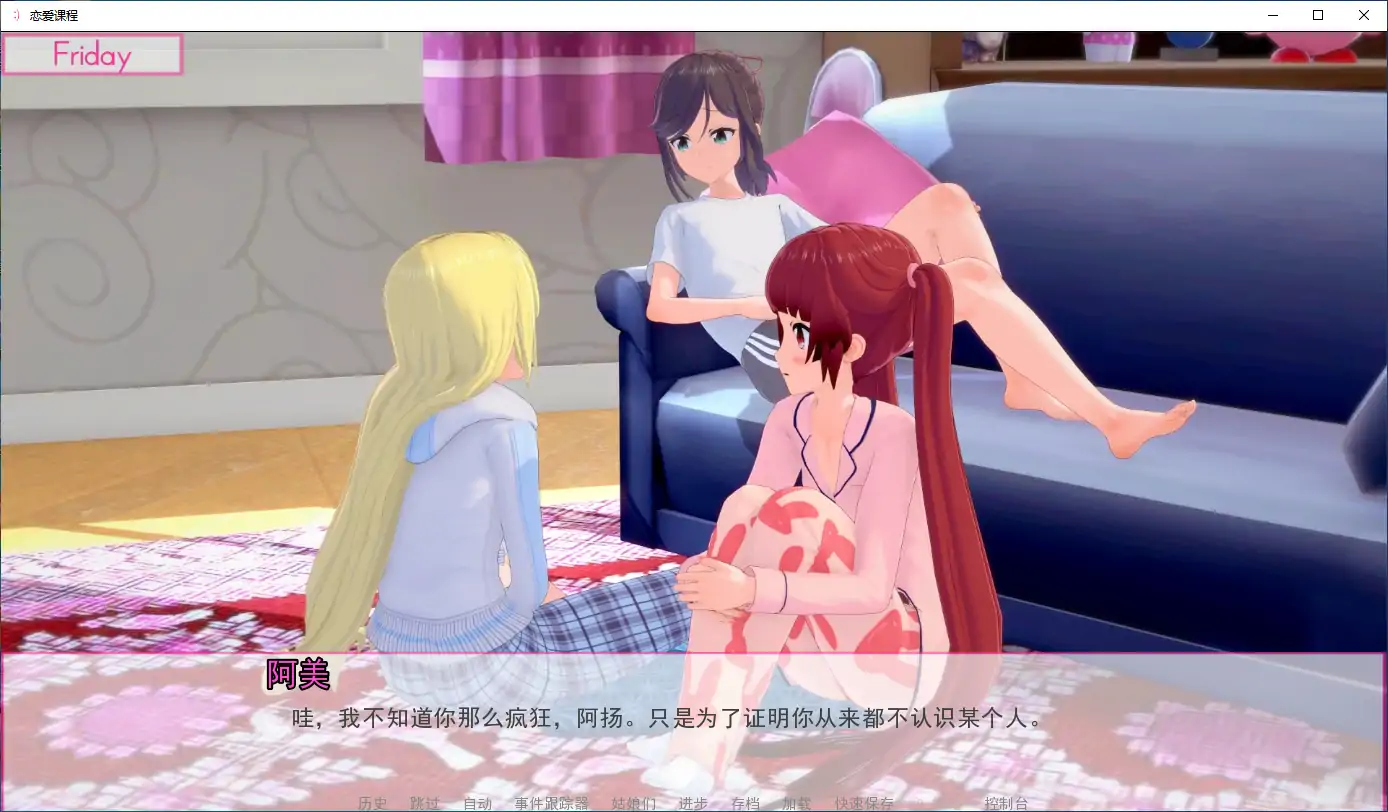 :) 恋爱课程
Friday
阿美
哇，我不知道你那么疯狂，阿扬。只是为了证明你从来都不认识某个人。
历史 跳过 自动 事件跟踪器 姑娘们 进步 存档 加载 快速保存 控制台